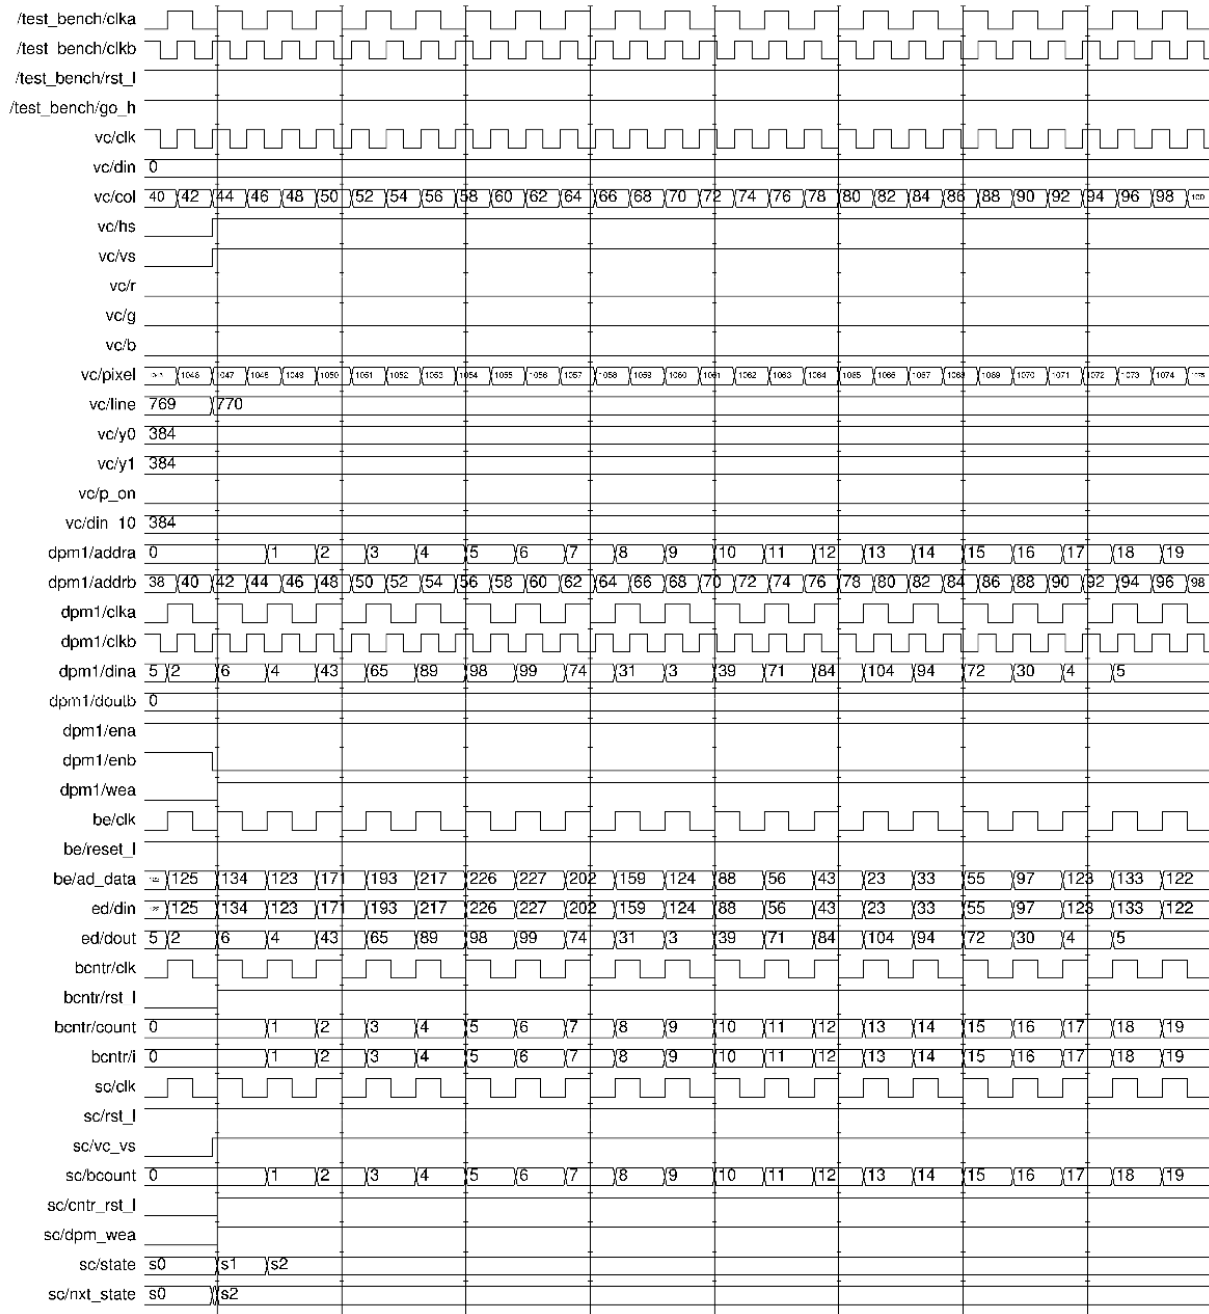 /test_bench/clka
/test_bench/clkb
/test_bench/rst_l
/test_bench/go_h
vc/clk
vc/din 0
vc/col 40 42 44 46 48 50 52 54 56 58 60 62 64 66 68 70 72 74 76 78 80 82 84 86 88 90 92 94 96 98
vc/hs
vc/vs
vc/r
vc/g
vc/b
vc/pixel 1046 1047 1048 1049 1050 1051 1052 1053 1054 1055 1056 1057 1058 1059 1060 1061 1062 1063 1064 1065 1066 1067 1068 1069 1070 1071 1072 1073 1074
vc/line 769 770
vc/y0 384
vc/y1 384
vc/p_on
vc/din_10 384
dpm1/addra 0 1 2 3 4 5 6 7 8 9 10 11 12 13 14 15 16 17 18 19
dpm1/addrb 38 40 42 44 46 48 50 52 54 56 58 60 62 64 66 68 70 72 74 76 78 80 82 84 86 88 90 92 94 96 98
dpm1/clka
dpm1/clkb
dpm1/dina 5 2 6 4 43 65 89 98 99 74 31 3 39 71 84 104 94 72 30 4 5
dpm1/doutb 0
dpm1/ena
dpm1/enb
dpm1/wea
be/clk
be/reset_l
be/ad_data 125 134 123 171 193 217 226 227 202 159 124 88 56 43 23 33 55 97 123 133 122
ed/din 125 134 123 171 193 217 226 227 202 159 124 88 56 43 23 33 55 97 123 133 122
ed/dout 5 2 6 4 43 65 89 98 99 74 31 3 39 71 84 104 94 72 30 4 5
bcntr/clk
bcntr/rst_l
bcntr/count 0 1 2 3 4 5 6 7 8 9 10 11 12 13 14 15 16 17 18 19
bcntr/i 0 1 2 3 4 5 6 7 8 9 10 11 12 13 14 15 16 17 18 19
sc/clk
sc/rst_l
sc/vc_vs
sc/bcount 0 1 2 3 4 5 6 7 8 9 10 11 12 13 14 15 16 17 18 19
sc/cntr_rst_l
sc/dpm_wea
sc/state s0 s1 s2
sc/nxt_state s0 s2